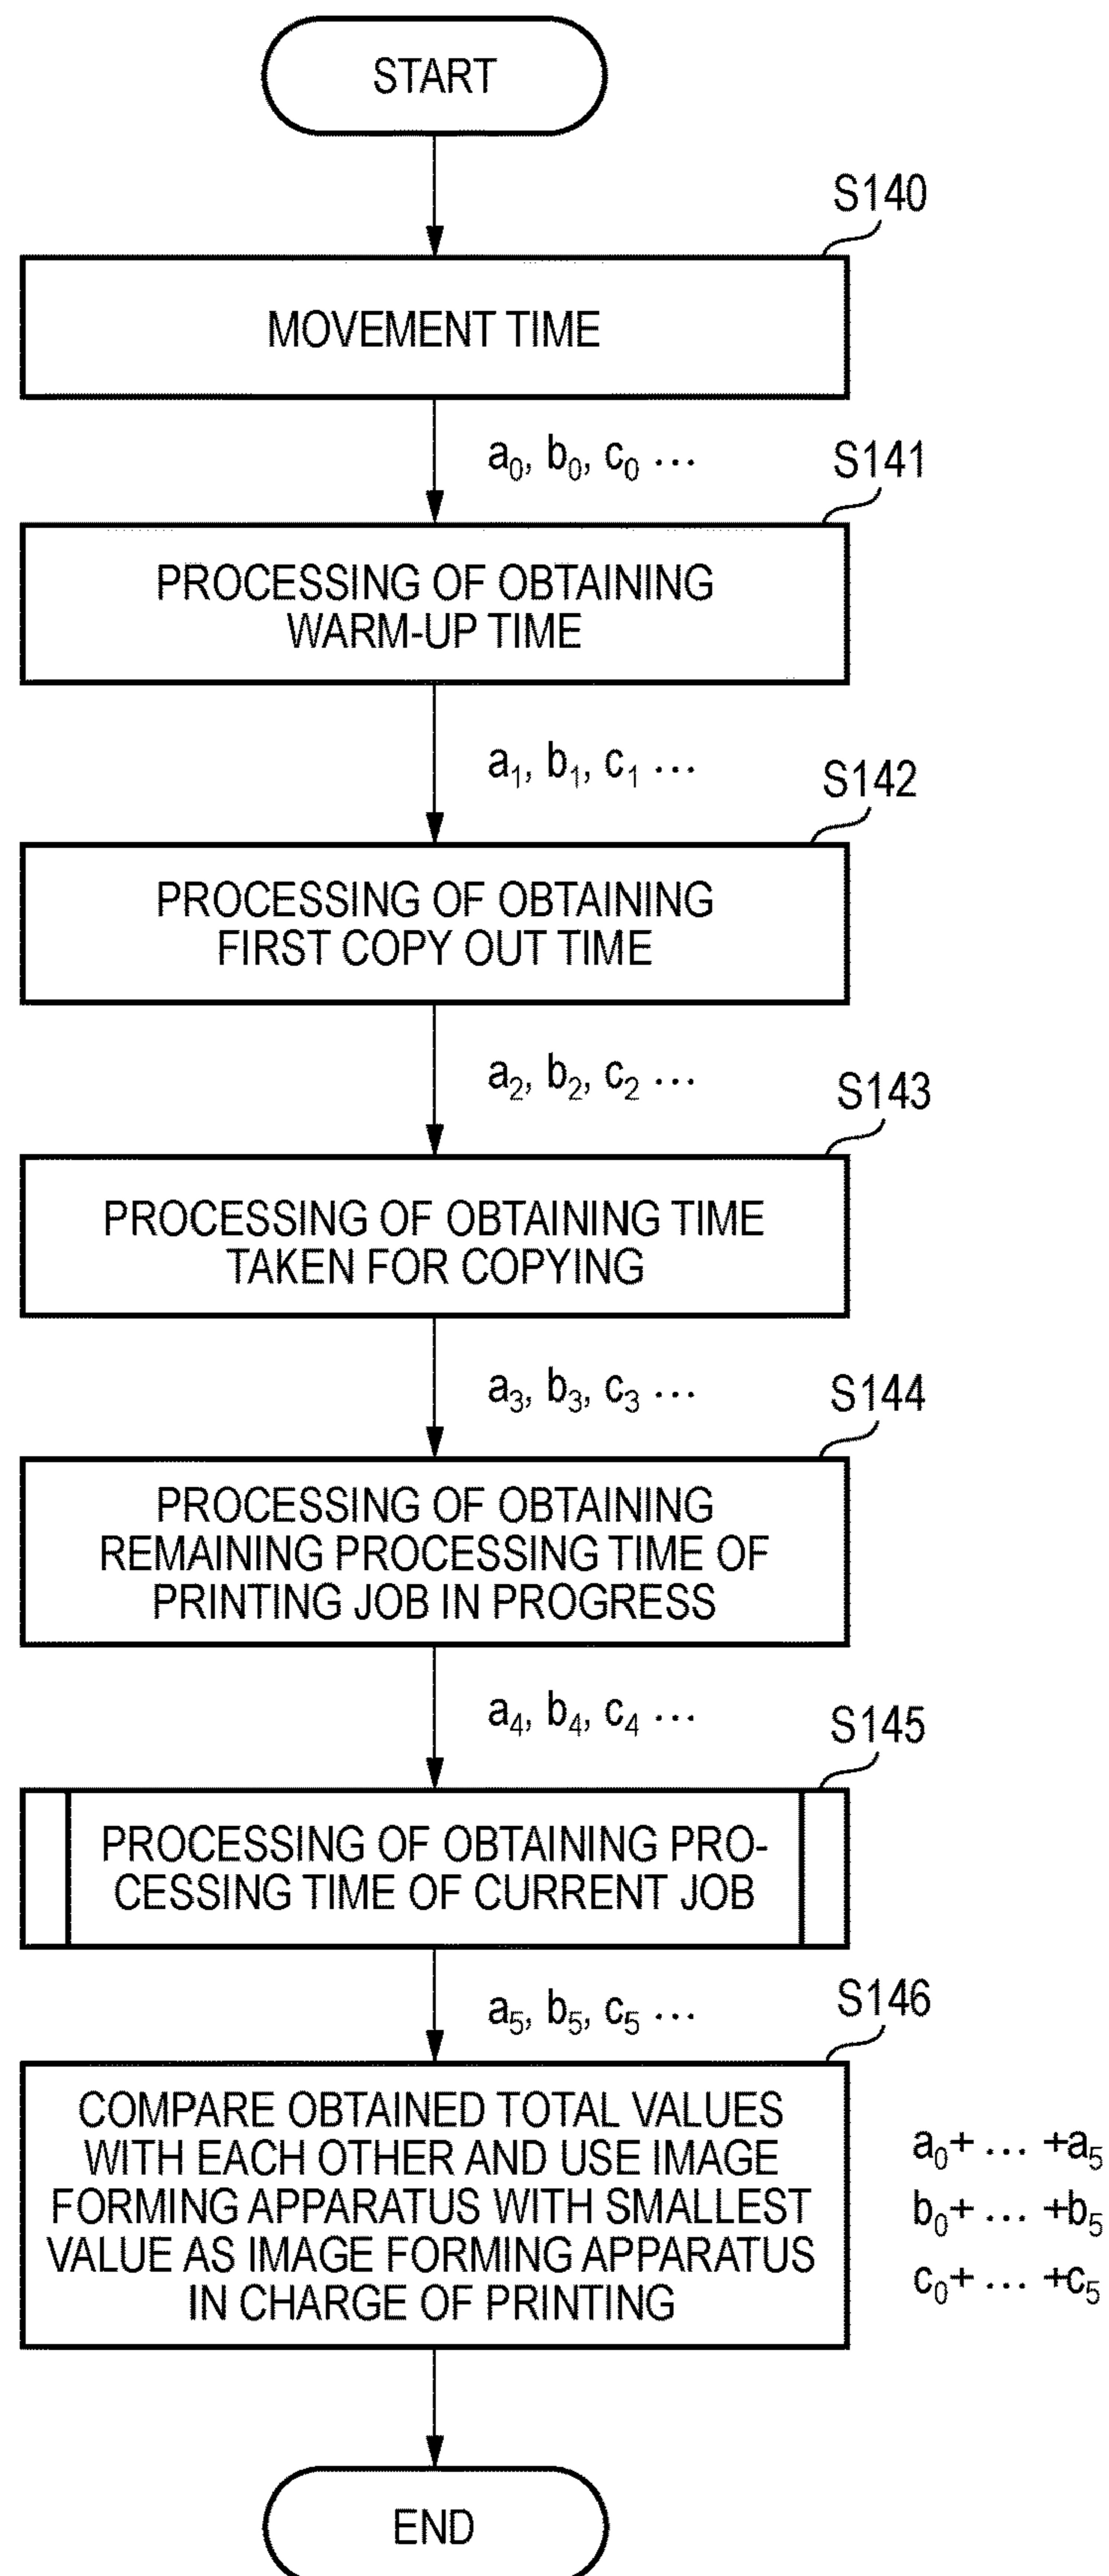 START
S140
MOVEMENT TIME
a₀, b₀, c₀ ...
S141
PROCESSING OF OBTAINING
WARM-UP TIME
a₁, b₁, c₁ ...
S142
PROCESSING OF OBTAINING
FIRST COPY OUT TIME
a₂, b₂, c₂ ...
S143
PROCESSING OF OBTAINING TIME
TAKEN FOR COPYING
a₃, b₃, c₃ ...
S144
PROCESSING OF OBTAINING
REMAINING PROCESSING TIME OF
PRINTING JOB IN PROGRESS
a₄, b₄, c₄ ...
S145
PROCESSING OF OBTAINING PRO-
CESSING TIME OF CURRENT JOB
a₅, b₅, c₅ ...
S146
COMPARE OBTAINED TOTAL VALUES
WITH EACH OTHER AND USE IMAGE
FORMING APPARATUS WITH SMALLEST
VALUE AS IMAGE FORMING APPARATUS
IN CHARGE OF PRINTING
a₀+ ... +a₅
b₀+ ... +b₅
c₀+ ... +c₅
END